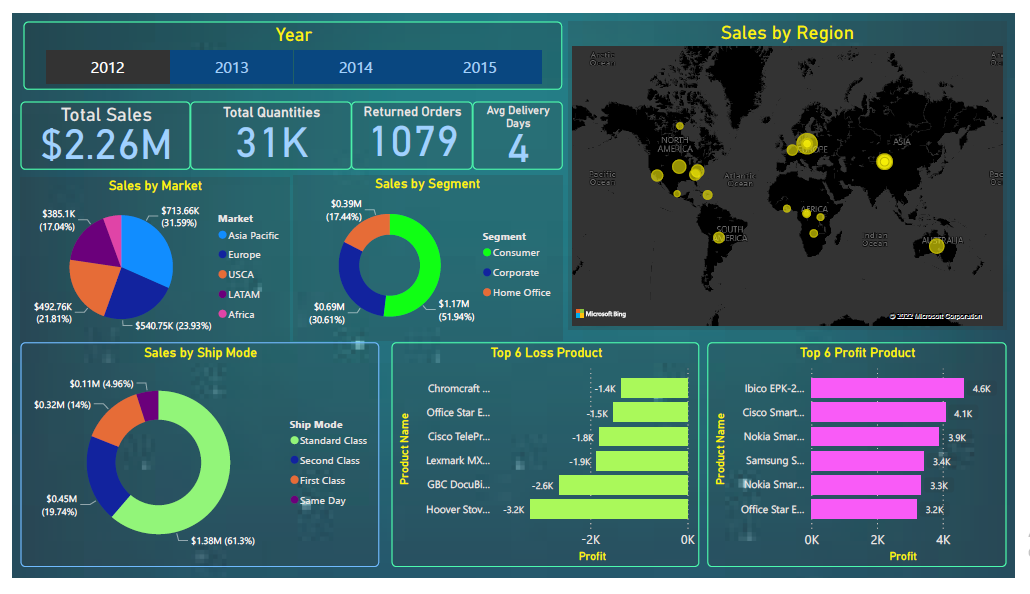 Year
2012
2013
2014
2015
Total Sales
$2.26M
Total Quantities
31K
Returned Orders
1079
Avg Delivery
Days
4
Sales by Market
$385.1K
(17.04%)
$713.66K
(31.59%)
$492.76K
(21.81%)
$540.75K (23.93%)
Market
Asia Pacific
Europe
USCA
LATAM
Africa
Sales by Segment
$0.39M
(17.44%)
$0.69M
(30.61%)
$1.17M
(51.94%)
Segment
Consumer
Corporate
Home Office
Sales by Region
Arctic
Ocean
NORTH
AMERICA
ASIA
Pacific
Ocean
Atlantic
Ocean
AFRICA
SOUTH
AMERICA
Indian
Ocean
AUSTRALIA
Microsoft Bing
© 2022 Microsoft Corporation
Sales by Ship Mode
$0.11M (4.96%)
$0.32M (14%)
$0.45M
(19.74%)
$1.38M (61.3%)
Ship Mode
Standard Class
Second Class
First Class
Same Day
Top 6 Loss Product
Product Name
Chromcraft ...
-1.4K
Office Star E...
-1.5K
Cisco TelePr...
-1.8K
Lexmark MX...
-1.9K
GBC DocuBi...
-2.6K
Hoover Stov...
-3.2K
-2K
0K
Profit
Top 6 Profit Product
Product Name
Ibico EPK-2...
4.6K
Cisco Smart...
4.1K
Nokia Smar...
3.9K
Samsung S...
3.4K
Nokia Smar...
3.3K
Office Star E...
3.2K
0K
2K
4K
Profit